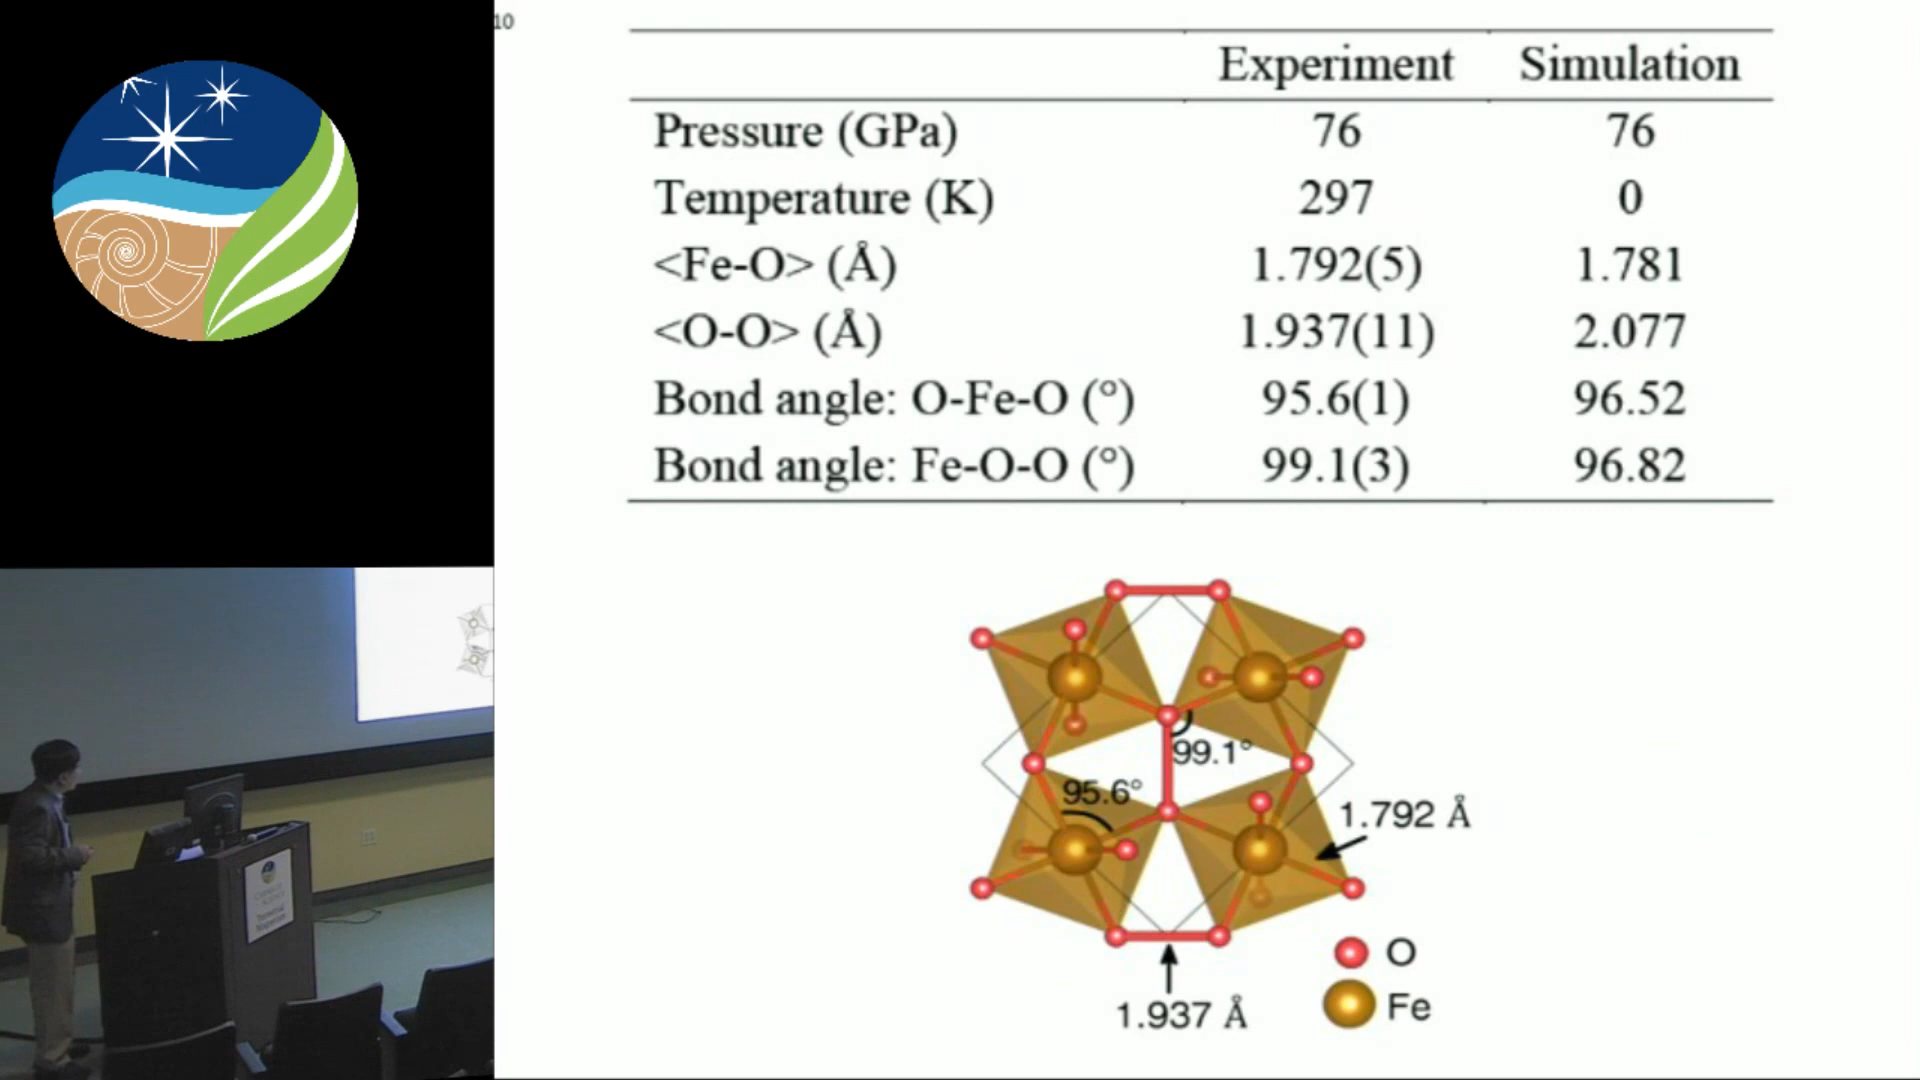 10
Experiment Simulation
Pressure (GPa) 76 76
Temperature (K) 297 0
<Fe-O> (Å) 1.792(5) 1.781
<O-O> (Å) 1.937(11) 2.077
Bond angle: O-Fe-O (°) 95.6(1) 96.52
Bond angle: Fe-O-O (°) 99.1(3) 96.82
99.1°
95.6°
1.792 Å
O
1.937 Å
Fe